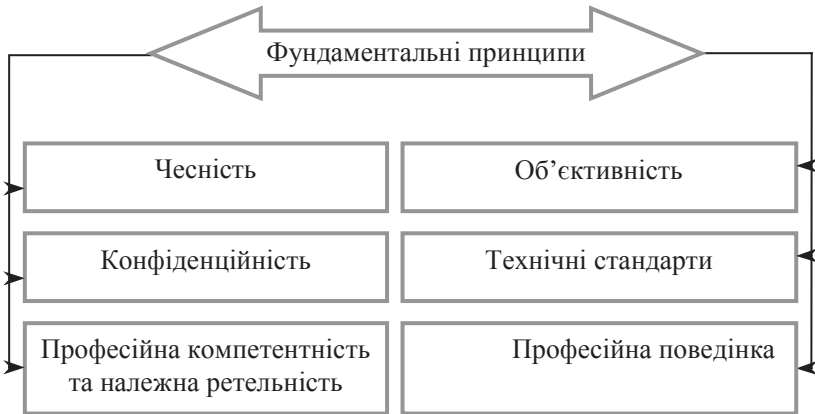 Фундаментальні принципи
Чесність
Об’єктивність
Конфіденційність
Технічні стандарти
Професійна компетентність
та належна ретельність
Професійна поведінка